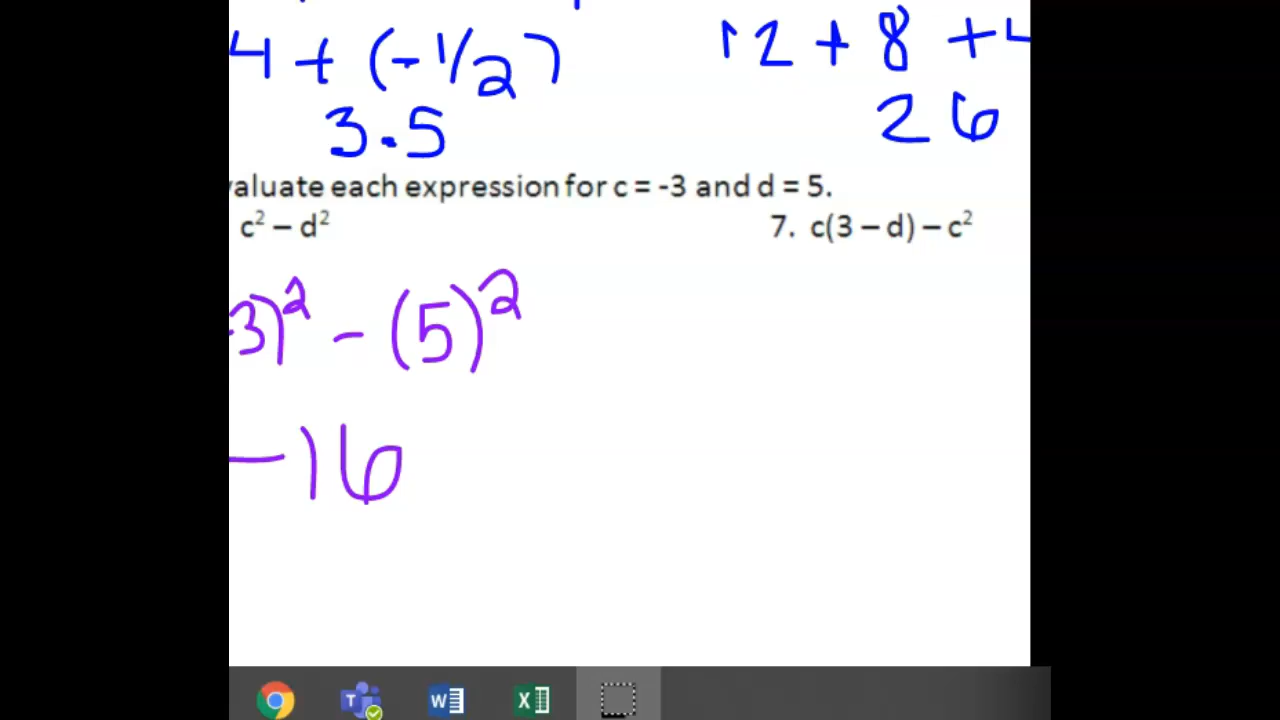 4 + (-1/2)
12 + 8 + 4
3.5
26
valuate each expression for c = -3 and d = 5.
c² – d²
7. c(3 – d) – c²
3)² - (5)²
-16